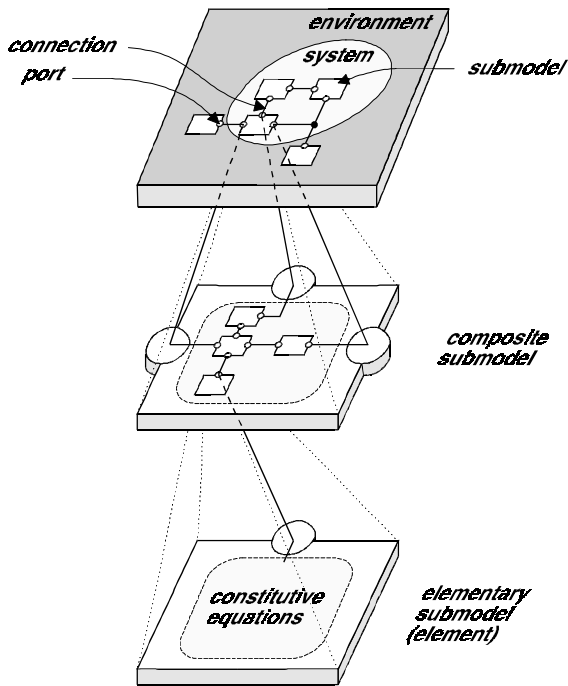 environment
connection
system
port
submodel
composite
submodel
constitutive
equations
elementary
submodel
(element)